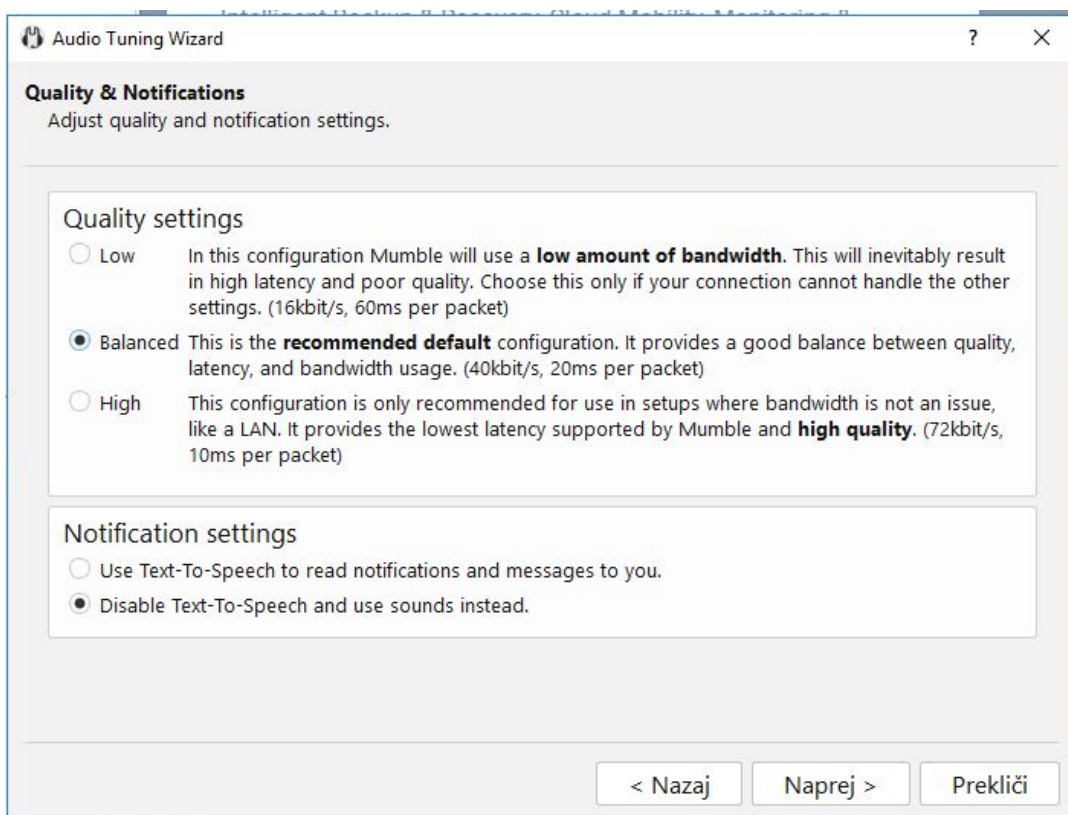 Intelligent Backup & Recovery, Cloud Mobility, Monitoring &
Audio Tuning Wizard ? ×
Quality & Notifications
Adjust quality and notification settings.
Quality settings
Low In this configuration Mumble will use a low amount of bandwidth. This will inevitably result
in high latency and poor quality. Choose this only if your connection cannot handle the other
settings. (16kbit/s, 60ms per packet)
Balanced This is the recommended default configuration. It provides a good balance between quality,
latency, and bandwidth usage. (40kbit/s, 20ms per packet)
High This configuration is only recommended for use in setups where bandwidth is not an issue,
like a LAN. It provides the lowest latency supported by Mumble and high quality. (72kbit/s,
10ms per packet)
Notification settings
Use Text-To-Speech to read notifications and messages to you.
Disable Text-To-Speech and use sounds instead.
< Nazaj Naprej > Prekliči